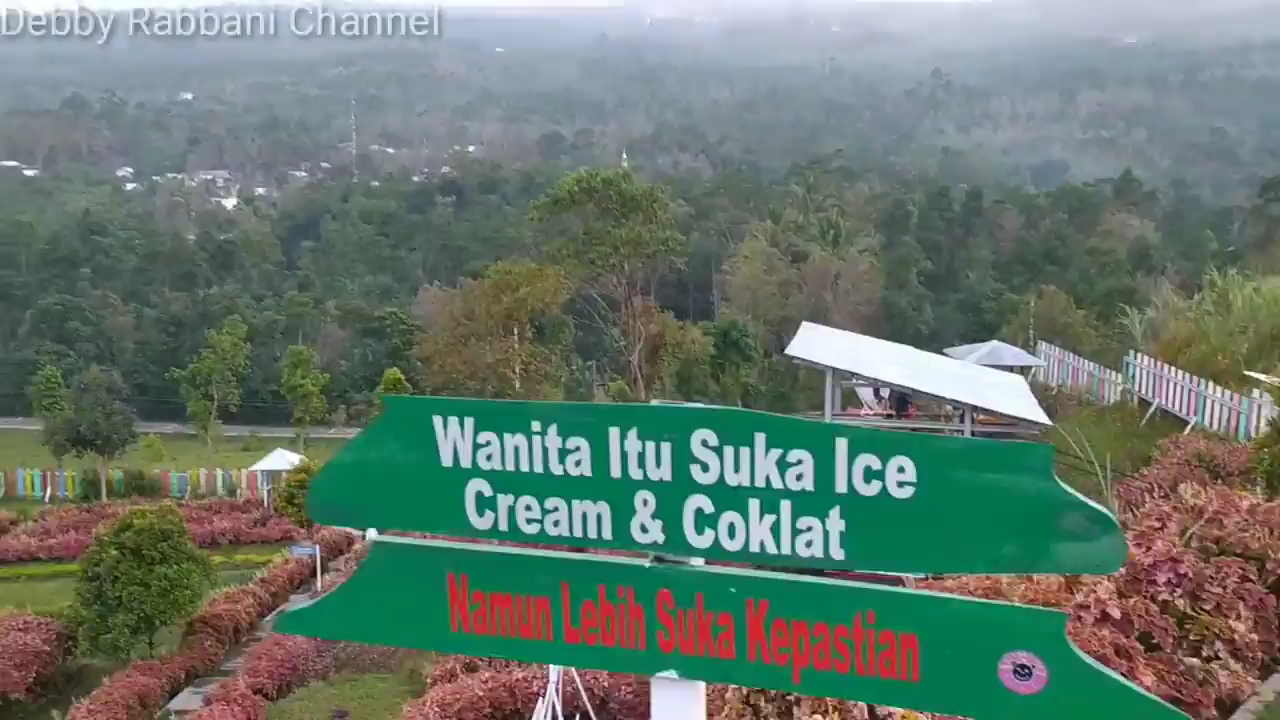 Debby Rabbani Channel
Wanita Itu Suka Ice
Cream & Coklat
Namun Lebih Suka Kepastian